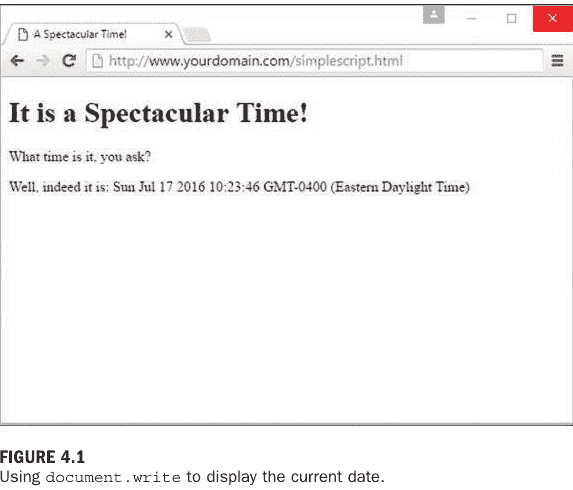 A Spectacular Time!
http://www.yourdomain.com/simplescript.html
It is a Spectacular Time!
What time is it, you ask?
Well, indeed it is: Sun Jul 17 2016 10:23:46 GMT-0400 (Eastern Daylight Time)
FIGURE 4.1
Using document.write to display the current date.